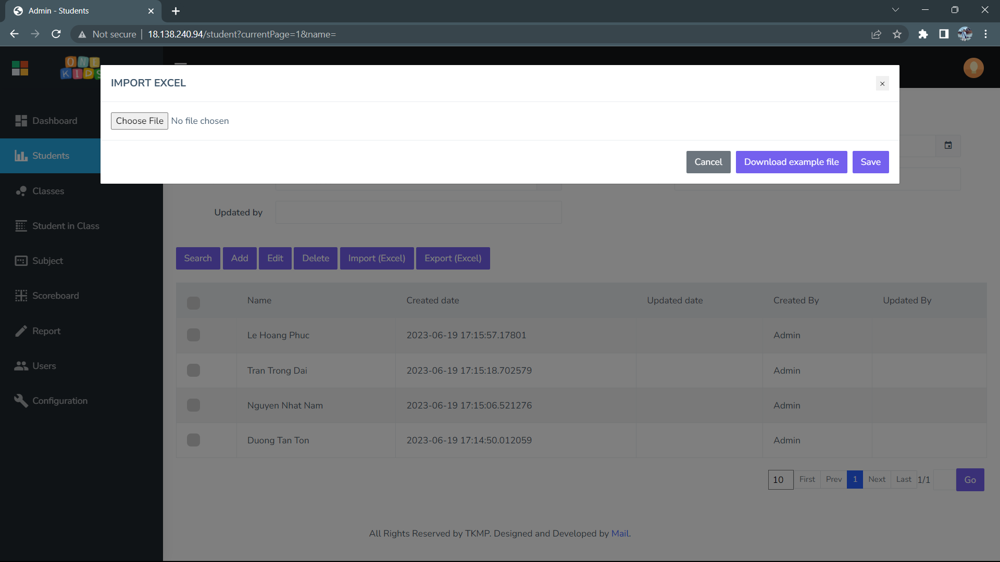 Admin - Students
Not secure | 18.138.240.94/student?currentPage=1&name=
ONE
KIDS
IMPORT EXCEL
×
Choose File No file chosen
Cancel Download example file Save
Dashboard
Students
Classes
Student in Class
Subject
Scoreboard
Report
Users
Configuration
Updated by
Search Add Edit Delete Import (Excel) Export (Excel)
Name Created date Updated date Created By Updated By
Le Hoang Phuc 2023-06-19 17:15:57.17801 Admin
Tran Trong Dai 2023-06-19 17:15:18.702579 Admin
Nguyen Nhat Nam 2023-06-19 17:15:06.521276 Admin
Duong Tan Ton 2023-06-19 17:14:50.012059 Admin
10 First Prev 1 Next Last 1/1 Go
All Rights Reserved by TKMP. Designed and Developed by Mail.